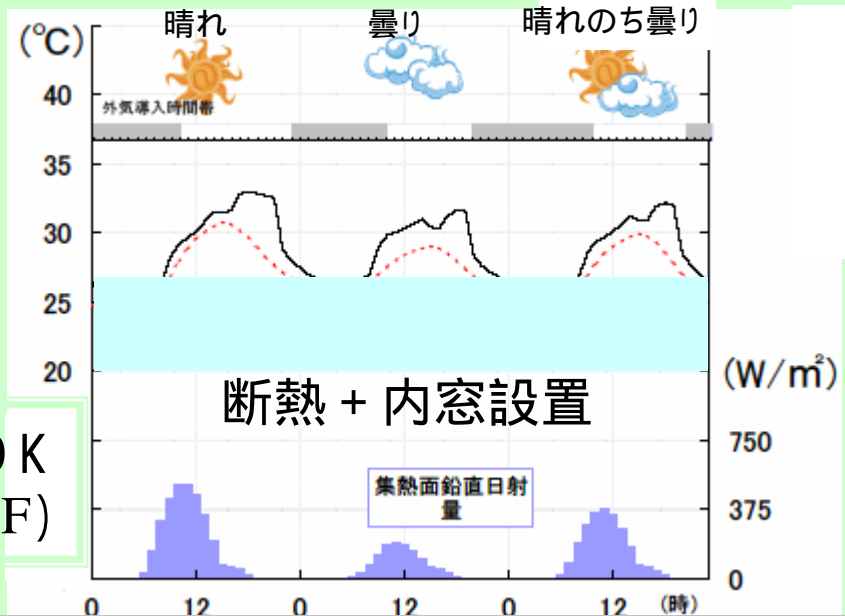 (℃)
晴れ
曇り
晴れのち曇り
40
外気導入時間帯
35
30
25
20
断熱 + 内窓設置
(W/㎡)
K
F)
750
集熱面鉛直日射
量
375
0
0
12
0
12
0
12
(時)